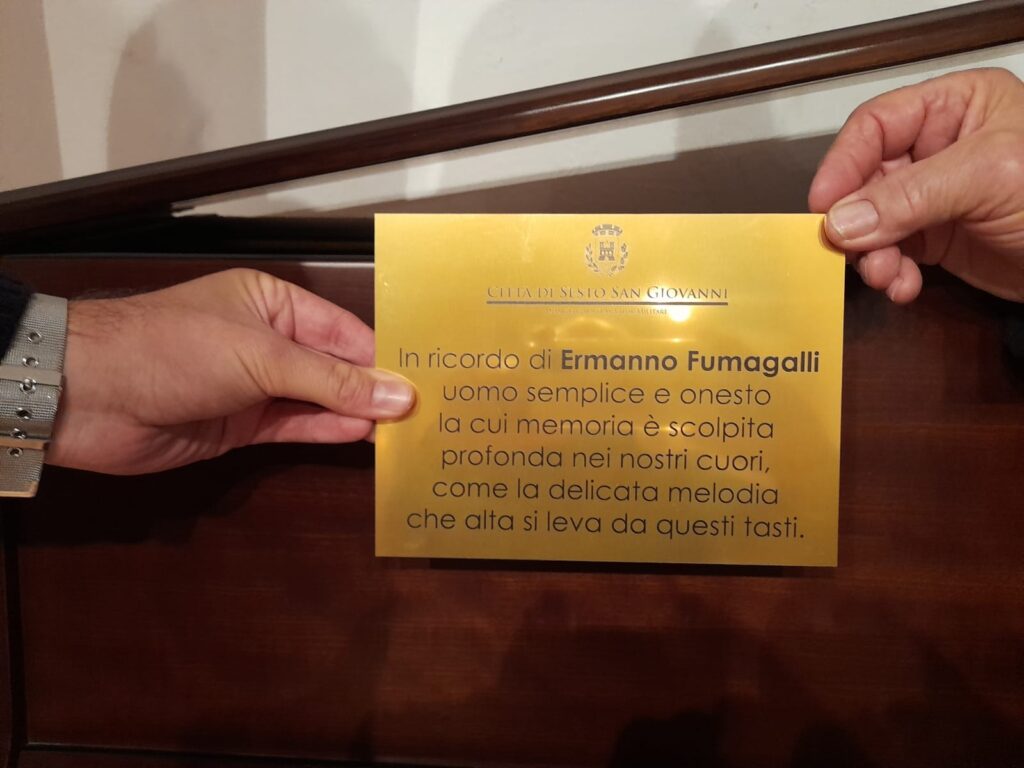 CITTÀ DI SESTO SAN GIOVANNI
In ricordo di Ermanno Fumagalli
uomo semplice e onesto
la cui memoria è scolpita
profonda nei nostri cuori,
come la delicata melodia
che alta si leva da questi tasti.